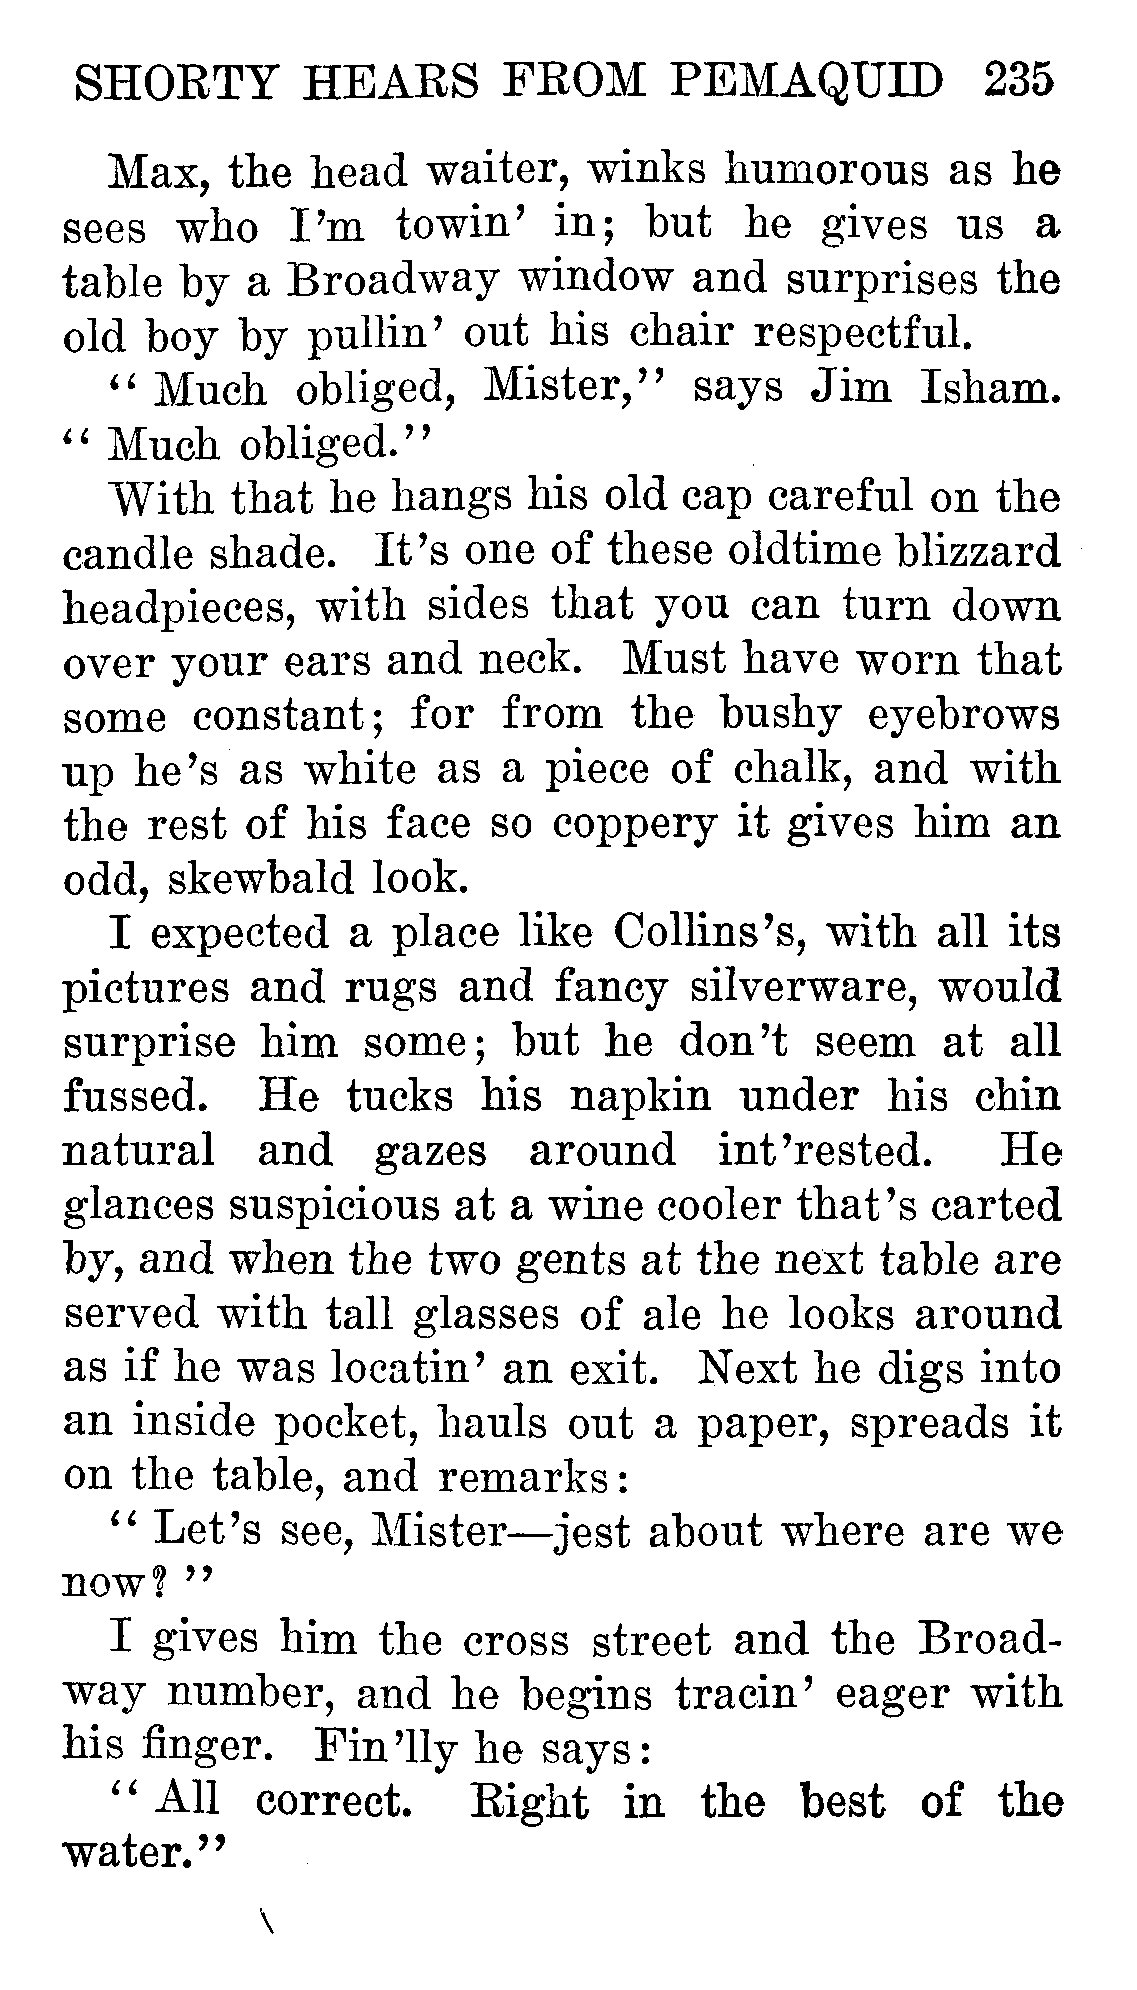 SHORTY HEARS FROM PEMAQUID 235
Max, the head waiter, winks humorous as he
sees who I'm towin' in; but he gives us a
table by a Broadway window and surprises the
old boy by pullin' out his chair respectful.
"Much obliged, Mister," says Jim Isham.
"Much obliged."
With that he hangs his old cap careful on the
candle shade. It's one of these oldtime blizzard
headpieces, with sides that you can turn down
over your ears and neck. Must have worn that
some constant; for from the bushy eyebrows
up he's as white as a piece of chalk, and with
the rest of his face so coppery it gives him an
odd, skewbald look.
I expected a place like Collins's, with all its
pictures and rugs and fancy silverware, would
surprise him some; but he don't seem at all
fussed. He tucks his napkin under his chin
natural and gazes around int'rested. He
glances suspicious at a wine cooler that's carted
by, and when the two gents at the next table are
served with tall glasses of ale he looks around
as if he was locatin' an exit. Next he digs into
an inside pocket, hauls out a paper, spreads it
on the table, and remarks:
"Let's see, Mister—jest about where are we
now?"
I gives him the cross street and the Broad-
way number, and he begins tracin' eager with
his finger. Fin'lly he says:
"All correct. Right in the best of the
water."